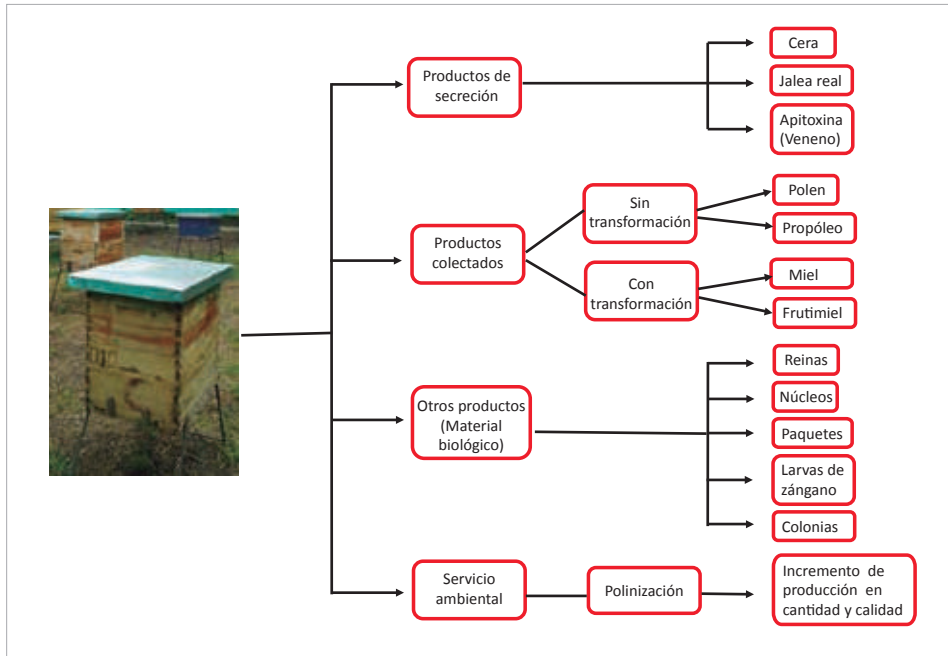 Productos de
secreción
Cera
Jalea real
Apitoxina
(Veneno)
Productos
colectados
Sin
transformación
Polen
Propóleo
Con
transformación
Miel
Frutimiel
Otros productos
(Material
biológico)
Reinas
Núcleos
Paquetes
Larvas de
zángano
Colonias
Servicio
ambiental
Polinización
Incremento de
producción en
cantidad y calidad